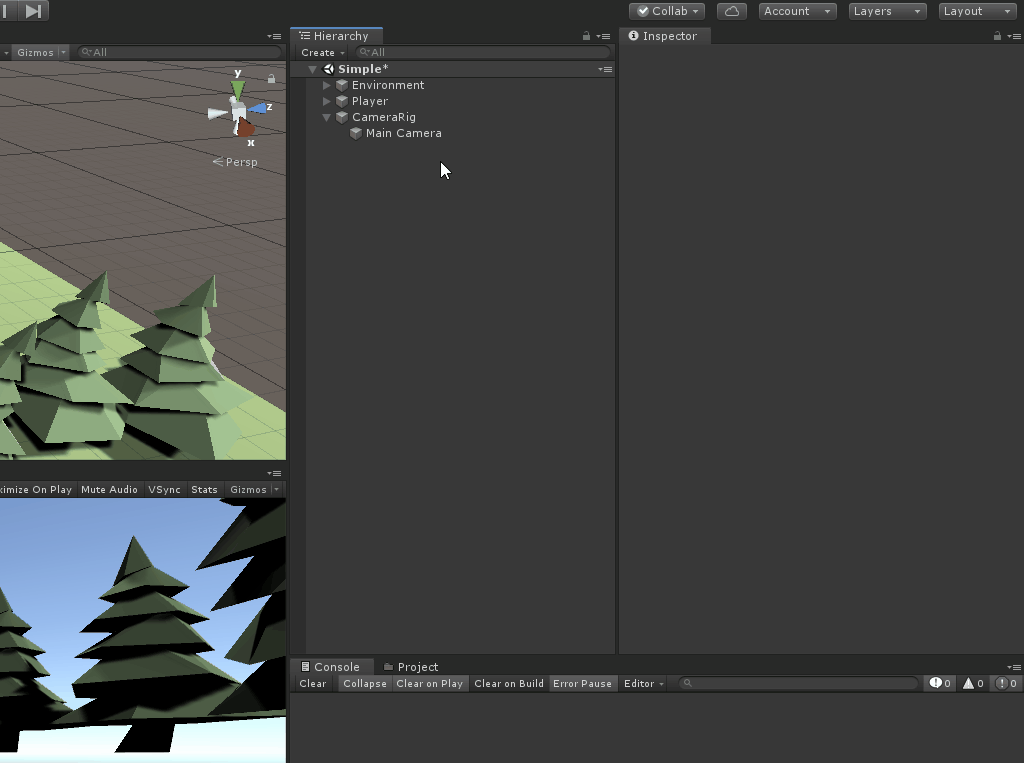 Collab
Account
Layers
Layout
Hierarchy
Inspector
Gizmos
All
Create
All
Simple*
Environment
Player
CameraRig
Main Camera
y
z
x
Persp
ximize On Play
Mute Audio
VSync
Stats
Gizmos
Console
Project
Clear
Collapse
Clear on Play
Clear on Build
Error Pause
Editor
0
0
0